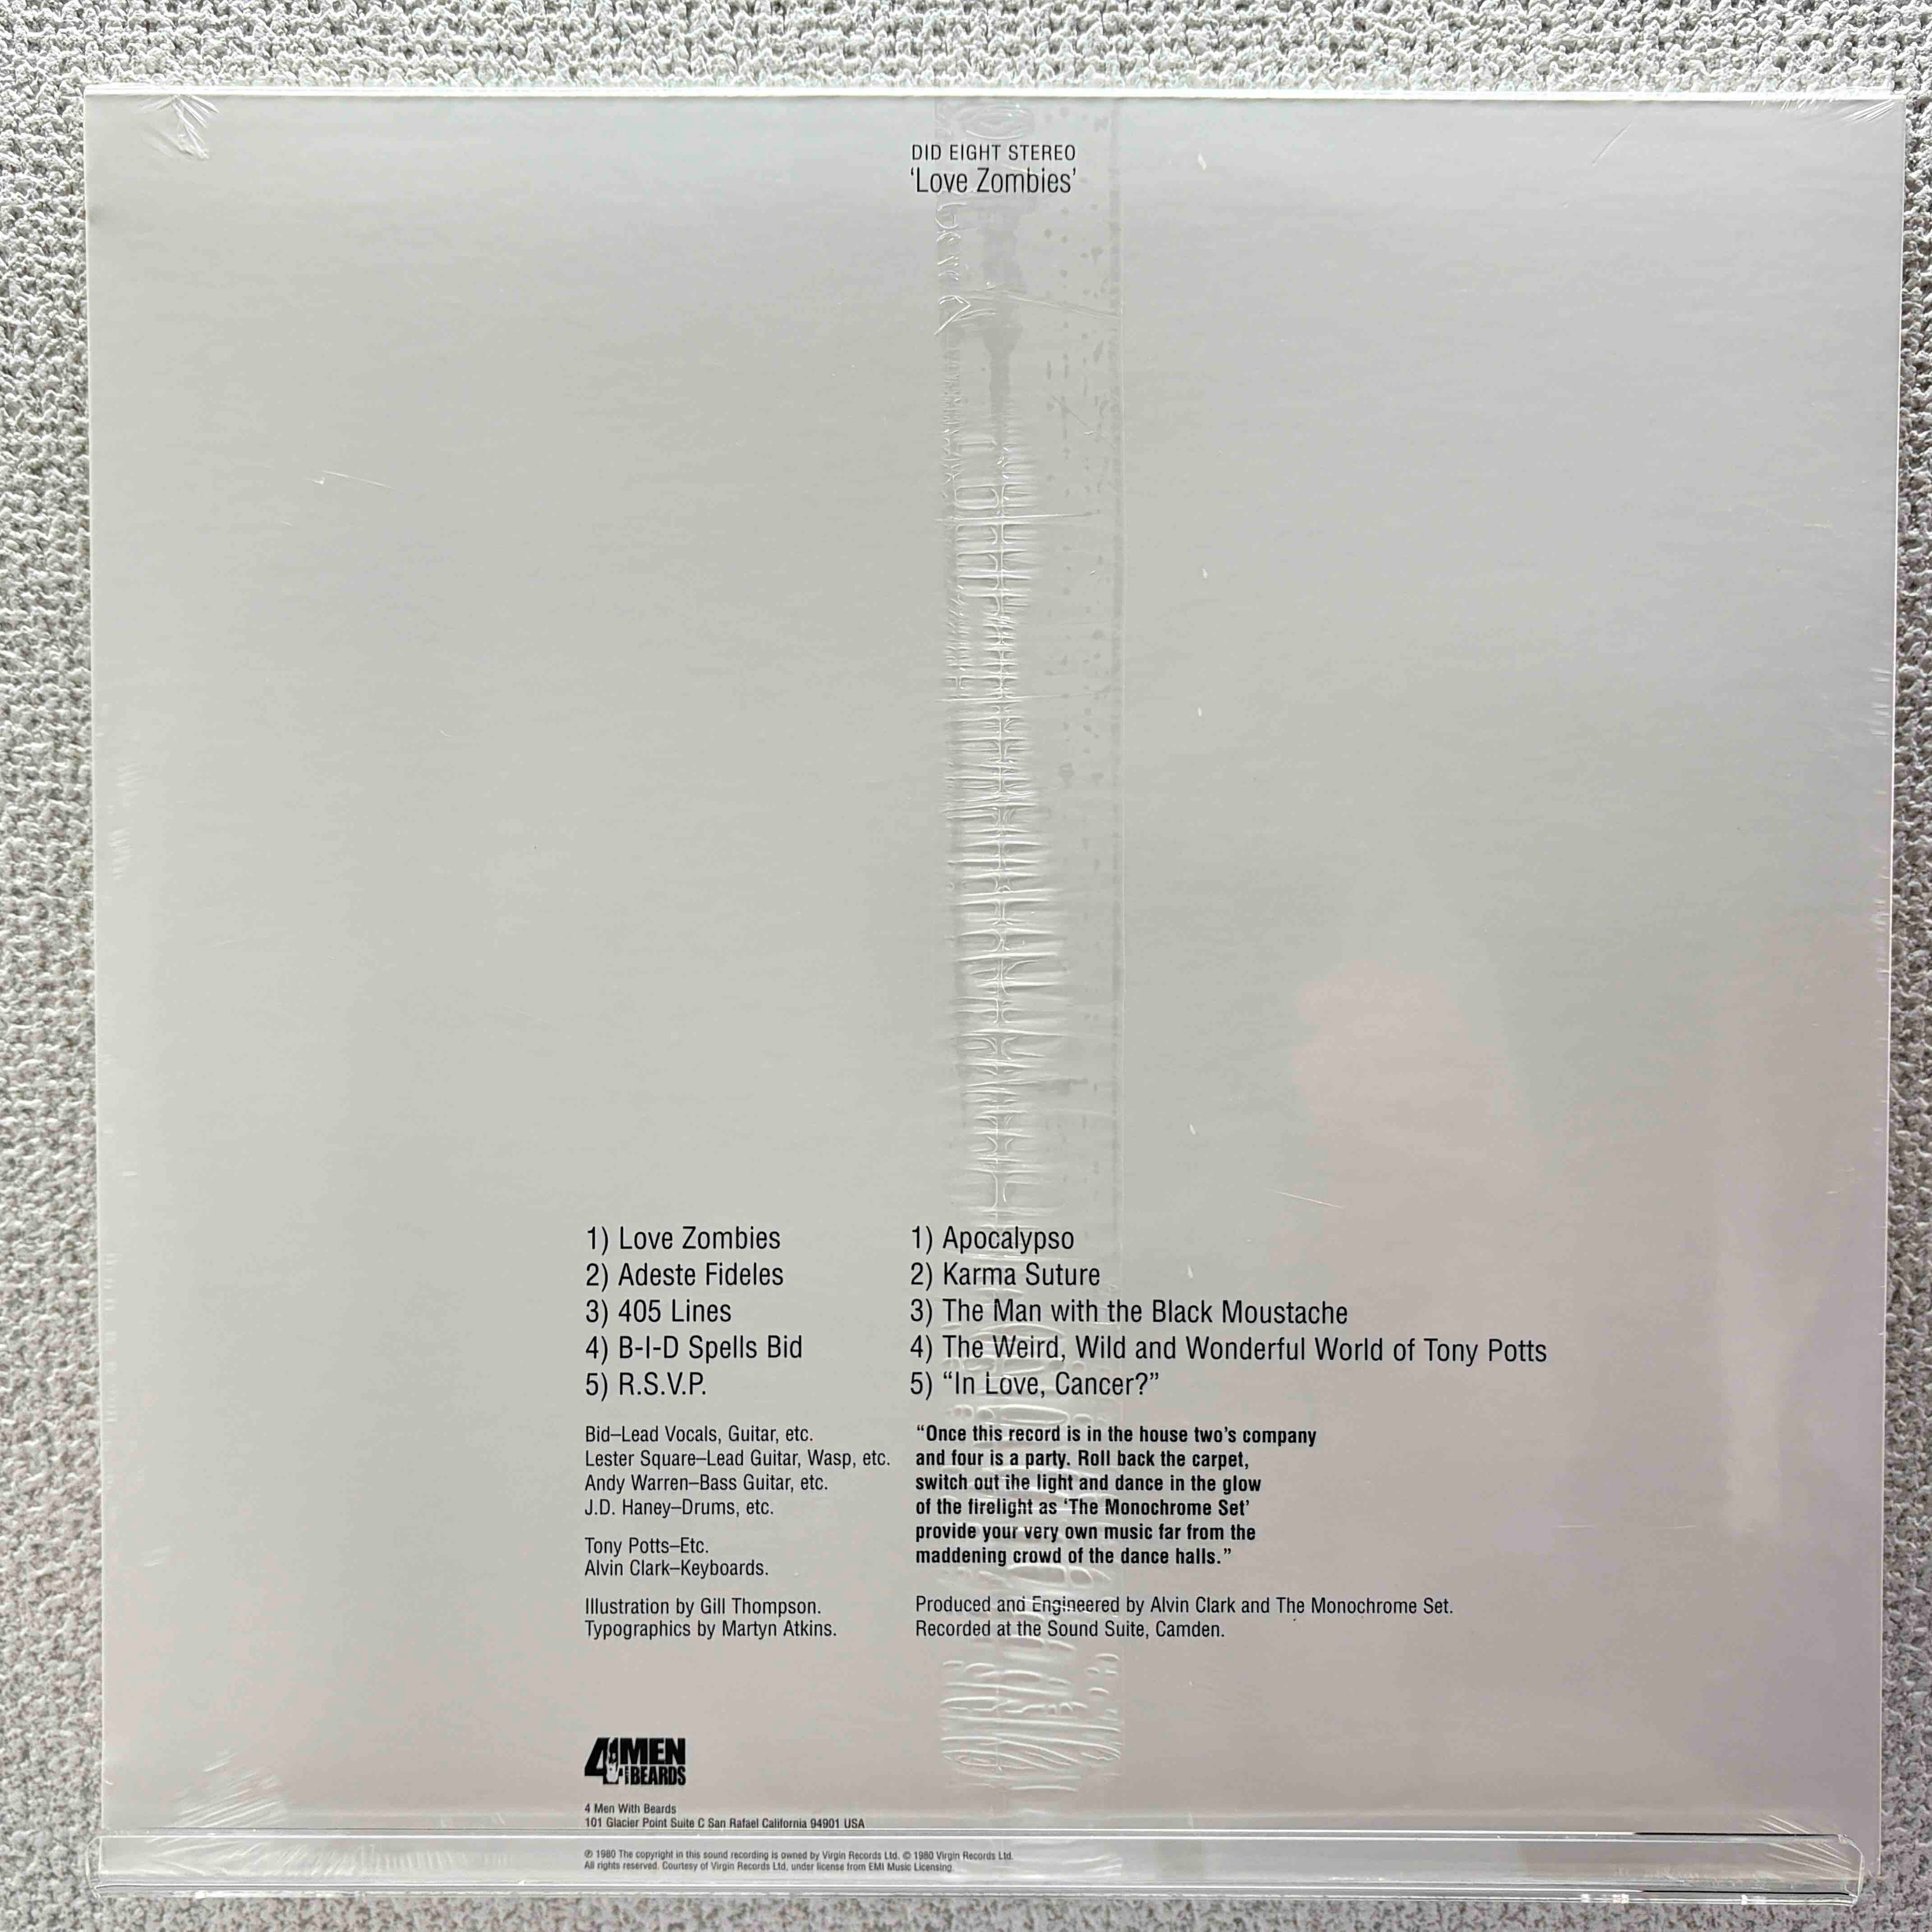 DID EIGHT STEREO
‘Love Zombies’
1) Love Zombies
2) Adeste Fideles
3) 405 Lines
4) B-I-D Spells Bid
5) R.S.V.P.
1) Apocalypso
2) Karma Suture
3) The Man with the Black Moustache
4) The Weird, Wild and Wonderful World of Tony Potts
5) “In Love, Cancer?”
Bid–Lead Vocals, Guitar, etc.
Lester Square–Lead Guitar, Wasp, etc.
Andy Warren–Bass Guitar, etc.
J.D. Haney–Drums, etc.
Tony Potts–Etc.
Alvin Clark–Keyboards.
Illustration by Gill Thompson.
Typographics by Martyn Atkins.
“Once this record is in the house two’s company
and four is a party. Roll back the carpet,
switch out the light and dance in the glow
of the firelight as ‘The Monochrome Set’
provide your very own music far from the
maddening crowd of the dance halls.”
Produced and Engineered by Alvin Clark and The Monochrome Set.
Recorded at the Sound Suite, Camden.
4 MEN
WITH BEARDS
4 Men With Beards
101 Glacier Point Suite C San Rafael California 94901 USA
℗ 1980 The copyright in this sound recording is owned by Virgin Records Ltd. © 1980 Virgin Records Ltd.
All rights reserved. Courtesy of Virgin Records Ltd, under license from EMI Music Licensing.